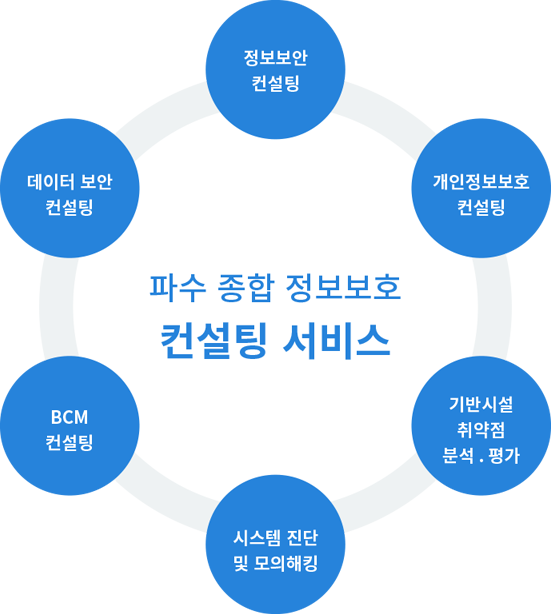 정보보안
컨설팅
데이터 보안
컨설팅
개인정보보호
컨설팅
파수 종합 정보보호
컨설팅 서비스
BCM
컨설팅
기반시설
취약점
분석 . 평가
시스템 진단
및 모의해킹